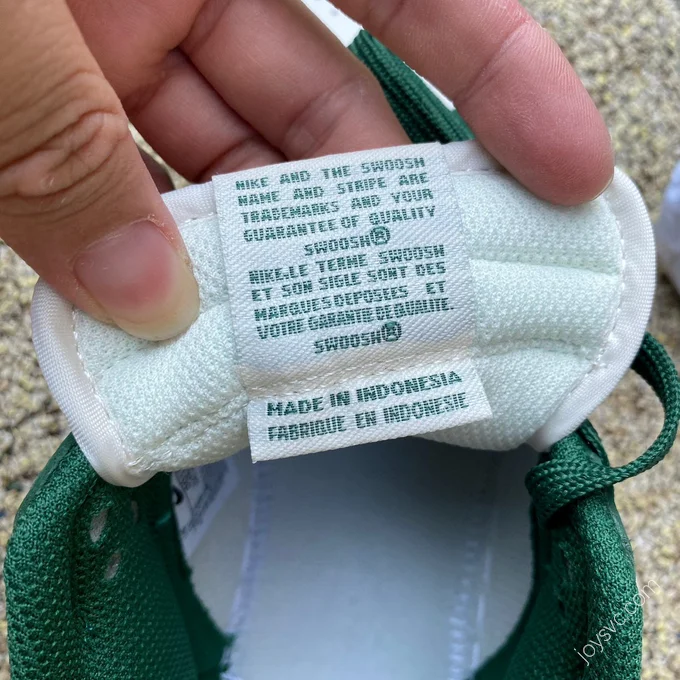 NIKE AND THE SWOOSH
NAME AND STRIPE ARE
TRADEMARKS AND YOUR
GUARANTEE OF QUALITY
SWOOSH®
NIKE,LE TERME SWOOSH
ET SON SIGLE SONT DES
MARQUES DEPOSEES ET
VOTRE GARANTIE DE QUALITE.
SWOOSH®
MADE IN INDONESIA
FABRIQUE EN INDONESIE
joysvc.com